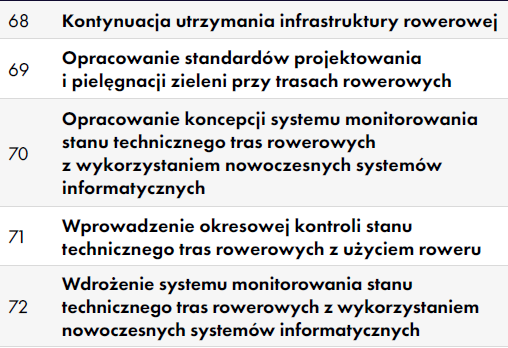 68 Kontynuacja utrzymania infrastruktury rowerowej
69 Opracowanie standardów projektowania
i pielęgnacji zieleni przy trasach rowerowych
70 Opracowanie koncepcji systemu monitorowania
stanu technicznego tras rowerowych
z wykorzystaniem nowoczesnych systemów
informatycznych
71 Wprowadzenie okresowej kontroli stanu
technicznego tras rowerowych z użyciem roweru
72 Wdrożenie systemu monitorowania stanu
technicznego tras rowerowych z wykorzystaniem
nowoczesnych systemów informatycznych